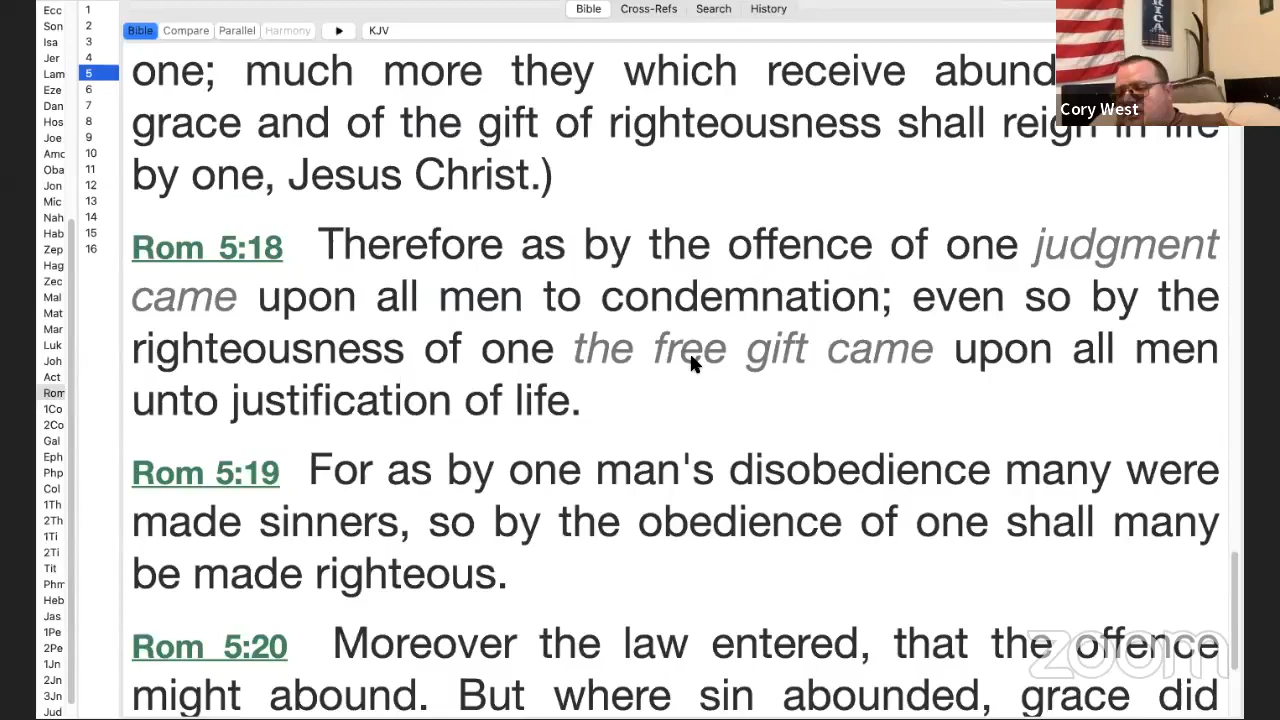 Bible Cross-Refs Search History
Bible Compare Parallel Harmony KJV
one; much more they which receive
grace and of the gift of righteousness shall reign in life
by one, Jesus Christ.)
Rom 5:18 Therefore as by the offence of one judgment
came upon all men to condemnation; even so by the
righteousness of one the free gift came upon all men
unto justification of life.
Rom 5:19 For as by one man's disobedience many were
made sinners, so by the obedience of one shall many
be made righteous.
Rom 5:20 Moreover the law entered, that the offence
might abound. But where sin abounded, grace did
Ecc
Son
Isa
Jer
Lam
Eze
Dan
Hos
Joe
Amo
Oba
Jon
Mic
Nah
Hab
Zep
Hag
Zec
Mal
Mat
Mar
Luk
Joh
Act
Rom
1Co
2Co
Gal
Eph
Php
Col
1Th
2Th
1Ti
2Ti
Tit
Phm
Heb
Jas
1Pe
2Pe
1Jn
2Jn
3Jn
Jud
1
2
3
4
5
6
7
8
9
10
11
12
13
14
15
16
Cory West
zoom